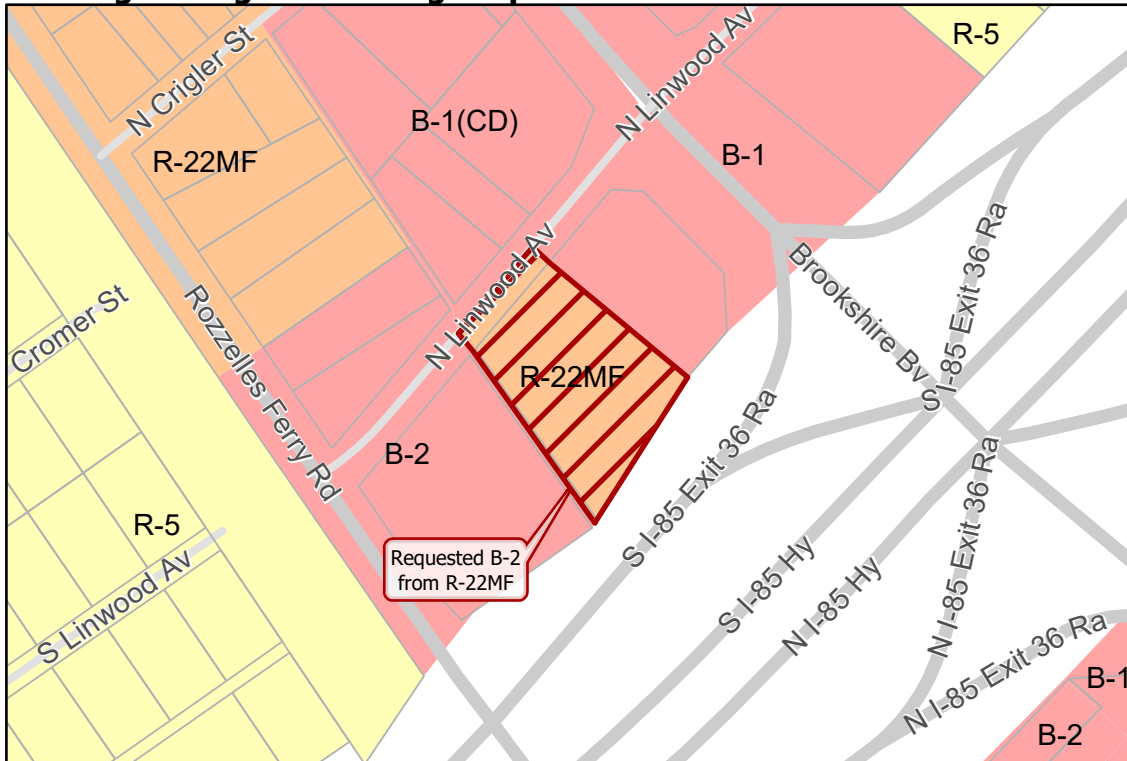 R-5
N Crigler St
B-1(CD)
N Linwood Av
R-22MF
B-1
N Linwood Av
Brookshire Bv
S I-85 Exit 36 Ra
Cromer St
Rozzelles Ferry Rd
R-22MF
B-2
S I-85 Exit 36 Ra
N I-85 Exit 36 Ra
R-5
Requested B-2
from R-22MF
S Linwood Av
S I-85 Hy
N I-85 Hy
N I-85 Exit 36 Ra
B-1
B-2